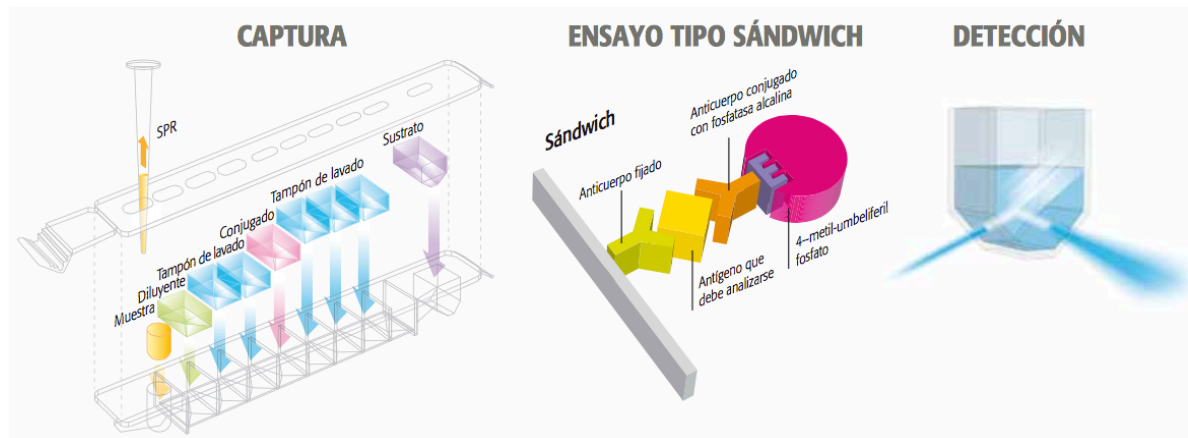 CAPTURA
SPR
Sustrato
Tampón de lavado
Conjugado
Tampón de lavado
Diluyente
Muestra
ENSAYO TIPO SÁNDWICH
Sándwich
Anticuerpo conjugado
con fosfatasa alcalina
Anticuerpo fijado
E
4–metil-umbeliferil
fosfato
Antígeno que
debe analizarse
DETECCIÓN